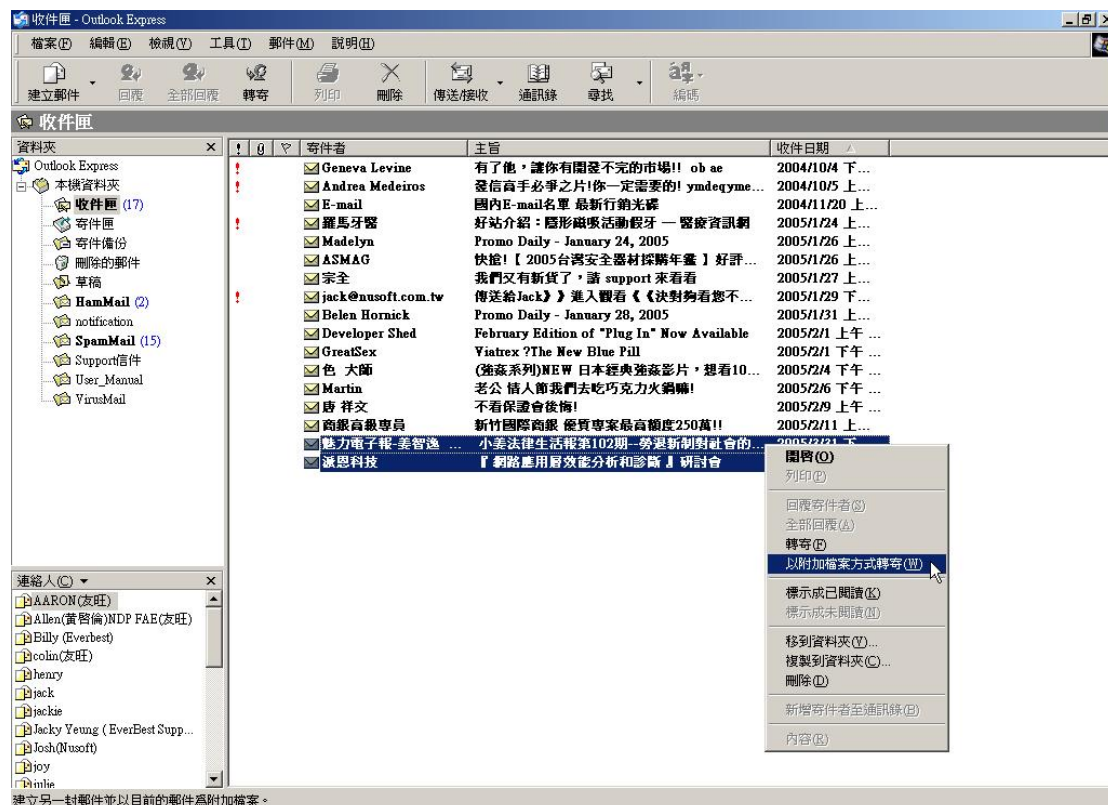 收件匣 - Outlook Express
檔案(F) 編輯(E) 檢視(V) 工具(I) 郵件(M) 說明(H)
建立郵件 回覆 全部回覆 轉寄 列印 刪除 傳送/接收 通訊錄 尋找 編碼
收件匣
資料夾
Outlook Express
本機資料夾
收件匣 (17)
寄件匣
寄件備份
刪除的郵件
草稿
HamMail (2)
notification
SpamMail (15)
Support信件
User_Manual
VirusMail
連絡人(C)
AARON(友旺)
Allen(黃啓倫)NDP FAE(友旺)
Billy (Everbest)
colin(友旺)
henry
jack
jackie
Jacky Yeung ( EverBest Supp...
Josh(Nusoft)
joy
julie
! 寄件者 主旨 收件日期
Geneva Levine 有了他，讓你有開發不完的市場!! ob ae 2004/10/4 下...
Andrea Medeiros 發信高手必爭之片!你一定需要的! ymdeqyme... 2004/10/5 上...
E-mail 國內E-mail名單 最新行銷光碟 2004/11/20 上...
羅馬牙醫 好站介紹：隱形磁吸活動假牙 — 醫療資訊網 2005/1/24 上...
Madelyn Promo Daily - January 24, 2005 2005/1/26 上...
ASMAG 快搶!【 2005台灣安全器材採購年鑑 】好評... 2005/1/26 上...
宗全 我們又有新貨了，請 support 來看看 2005/1/27 上...
jack@nusoft.com.tw 傳送給Jack》》進入觀看《《決對夠看您不... 2005/1/29 下...
Belen Hornick Promo Daily - January 28, 2005 2005/1/31 上...
Developer Shed February Edition of "Plug In" Now Available 2005/2/1 上午 ...
GreatSex Viatrex ?The New Blue Pill 2005/2/1 下午 ...
色 大師 (強姦系列)NEW 日本經典強姦影片，想看10... 2005/2/4 下午 ...
Martin 老公 情人節我們去吃巧克力火鍋嘛! 2005/2/6 下午 ...
唐 祥文 不看保證會後悔! 2005/2/9 上午 ...
商銀高級專員 新竹國際商銀 優質專案最高額度250萬!! 2005/2/11 上...
魅力電子報-姜智逸 ... 小姜法律生活報第102期--勞退新制對社會的... 2005/3/31 下...
派恩科技 『 網路應用層效能分析和診斷 』研討會
開啓(O)
列印(P)
回覆寄件者(S)
全部回覆(A)
轉寄(F)
以附加檔案方式轉寄(W)
標示成已閱讀(K)
標示成未閱讀(N)
移到資料夾(V)...
複製到資料夾(C)...
刪除(D)
新增寄件者至通訊錄(B)
內容(R)
建立另一封郵件並以目前的郵件為附加檔案。